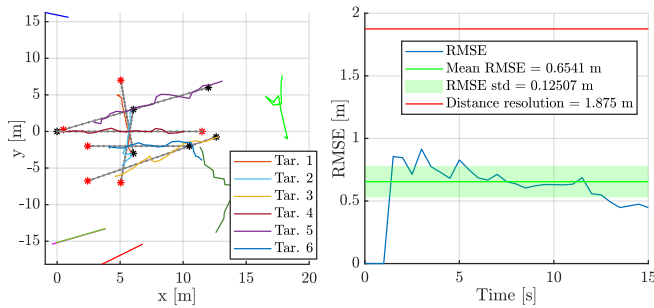 15
10
5
0
-5
-10
-15
0
5
10
15
20
x [m]
y [m]
Tar. 1
Tar. 2
Tar. 3
Tar. 4
Tar. 5
Tar. 6
2
1.5
1
0.5
0
0
5
10
15
Time [s]
RMSE [m]
RMSE
Mean RMSE = 0.6541 m
RMSE std = 0.12507 m
Distance resolution = 1.875 m